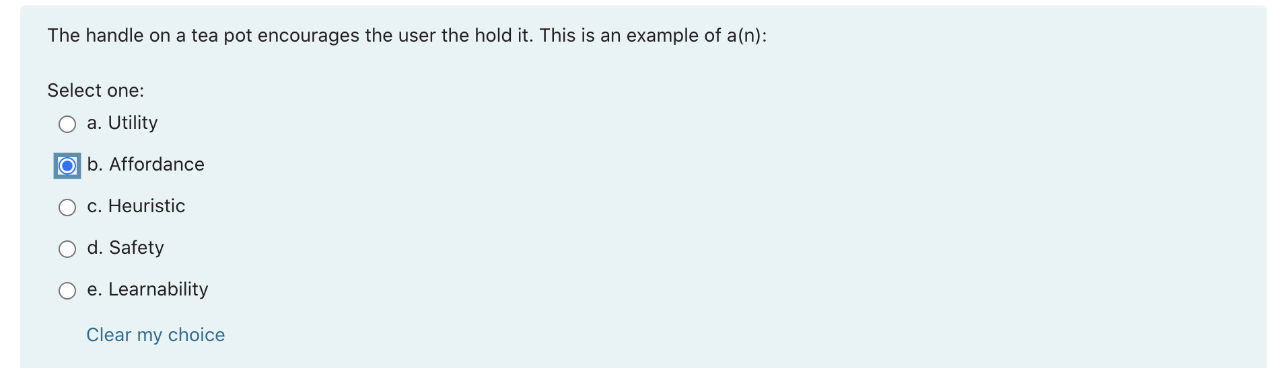 The handle on a tea pot encourages the user the hold it. This is an example of a(n):
Select one:
a. Utility
b. Affordance
c. Heuristic
d. Safety
e. Learnability
Clear my choice